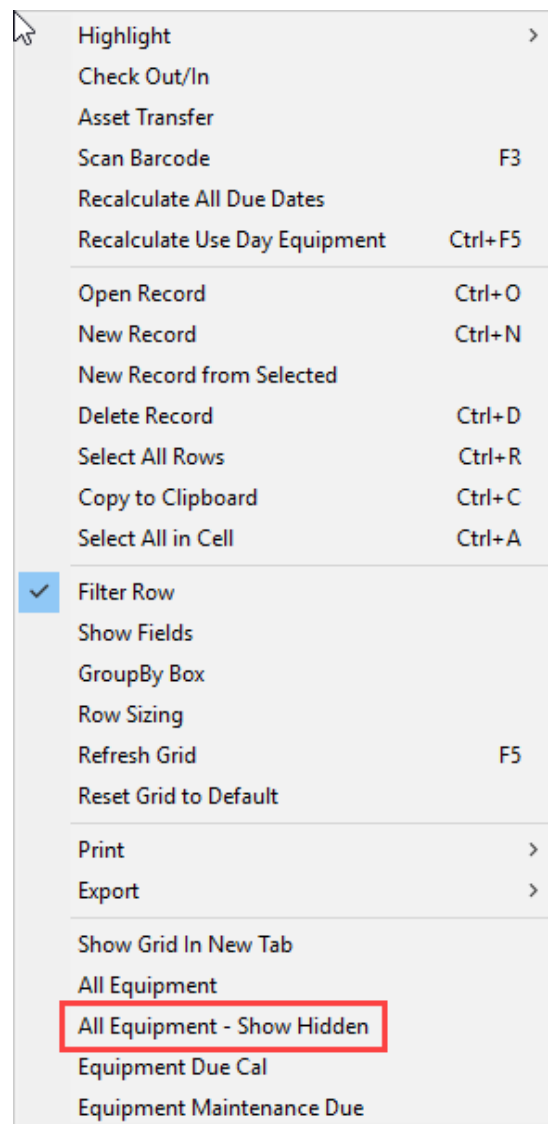 Highlight
Check Out/In
Asset Transfer
Scan Barcode F3
Recalculate All Due Dates
Recalculate Use Day Equipment Ctrl+F5
Open Record Ctrl+O
New Record Ctrl+N
New Record from Selected
Delete Record Ctrl+D
Select All Rows Ctrl+R
Copy to Clipboard Ctrl+C
Select All in Cell Ctrl+A
Filter Row
Show Fields
GroupBy Box
Row Sizing
Refresh Grid F5
Reset Grid to Default
Print
Export
Show Grid In New Tab
All Equipment
All Equipment - Show Hidden
Equipment Due Cal
Equipment Maintenance Due